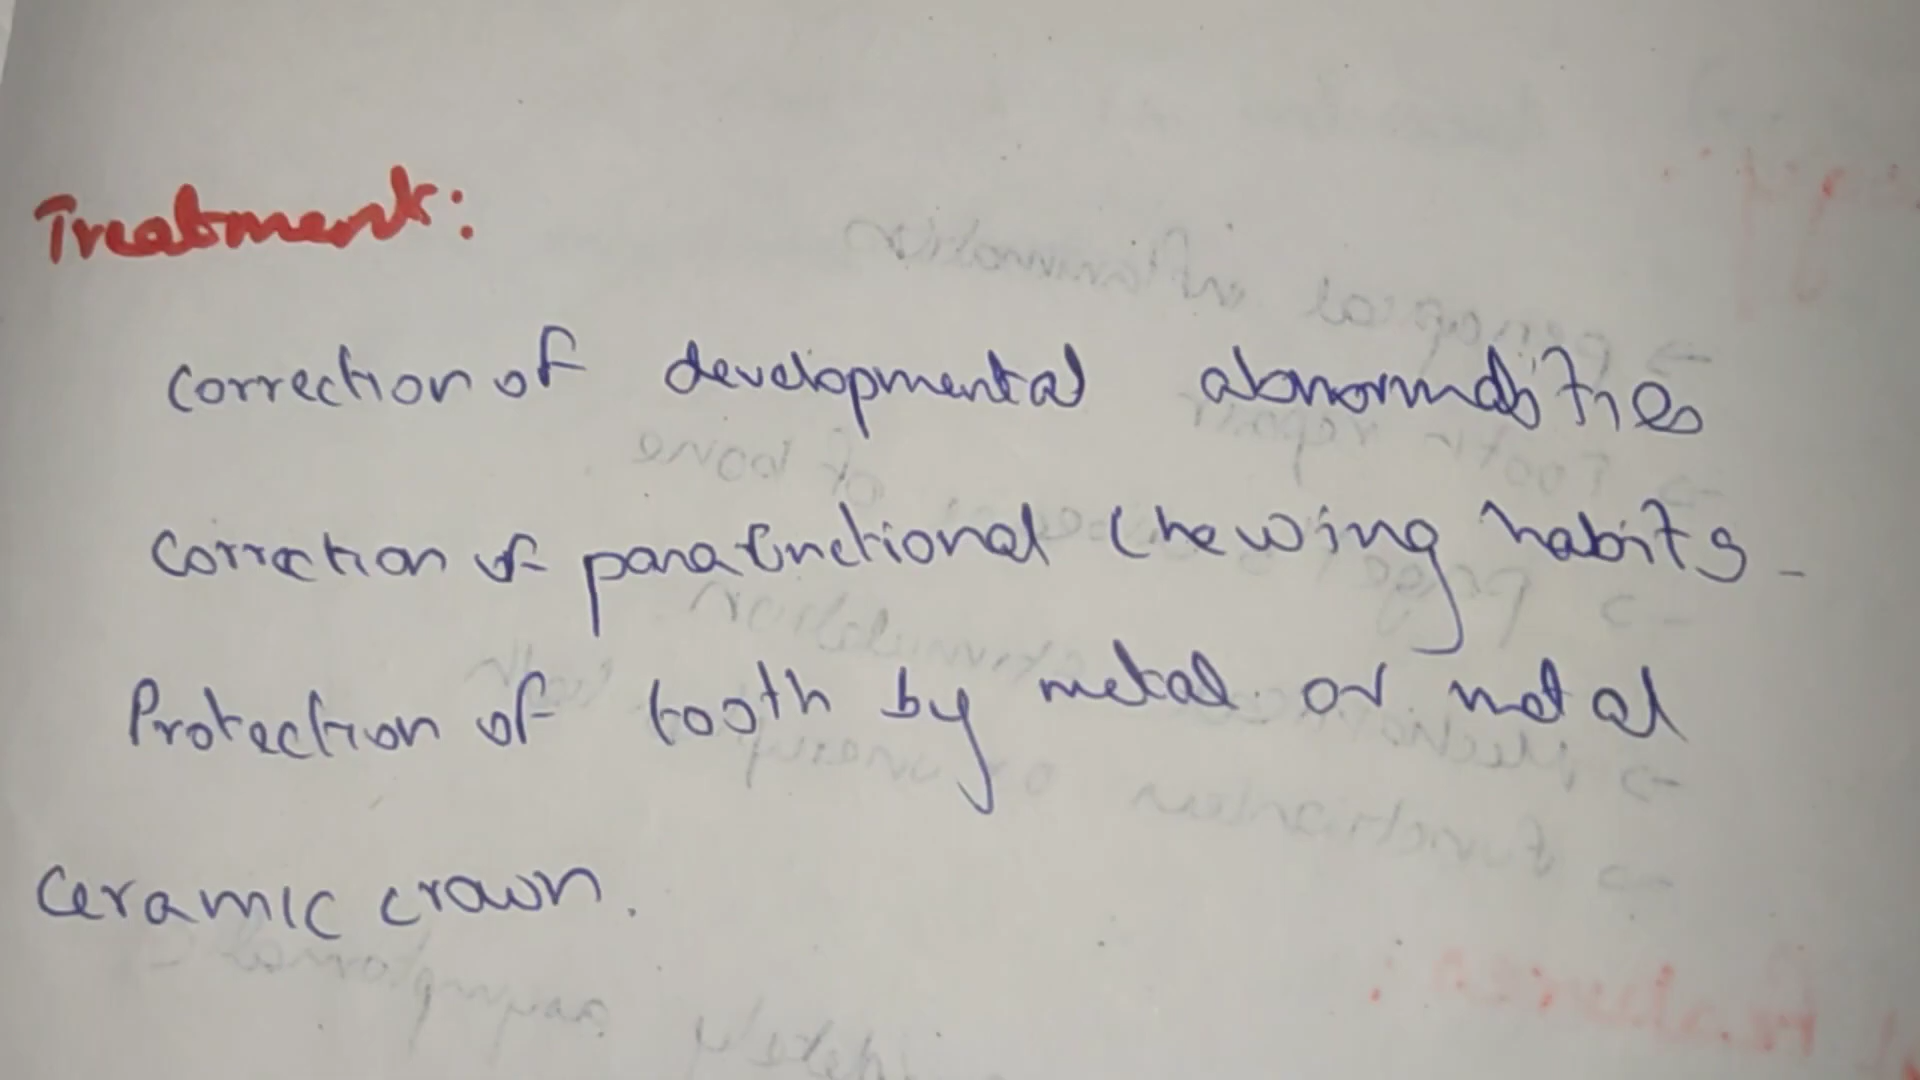 Treatment:
correction of developmental abnormalities
Correction of parafunctional chewing habits -
Protection of tooth by metal or metal
ceramic crown.